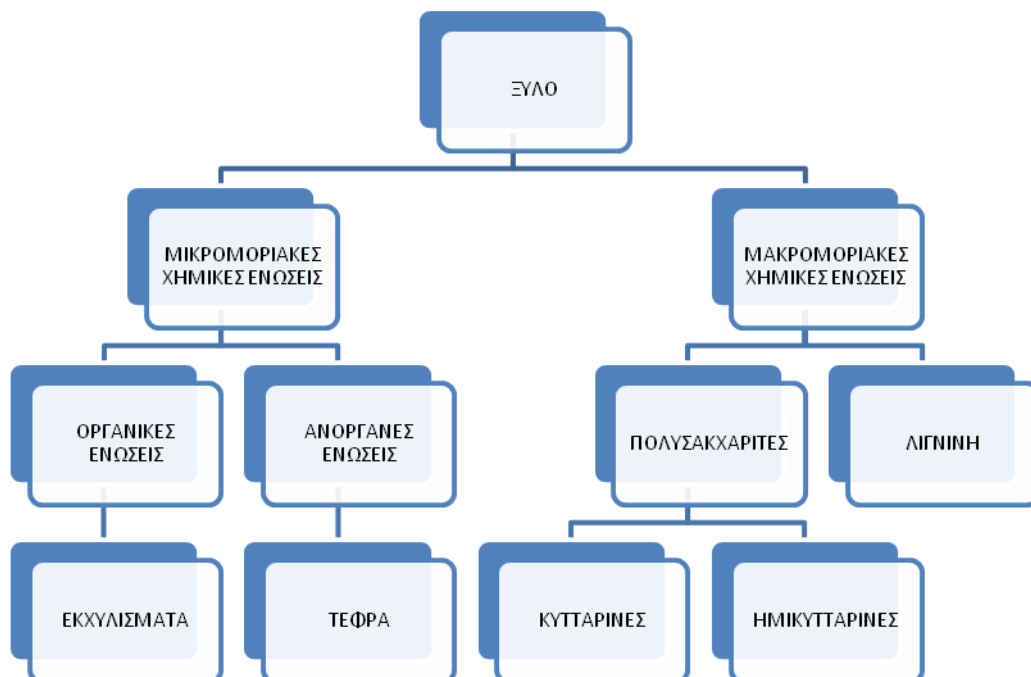 ΞΥΛΟ
ΜΙΚΡΟΜΟΡΙΑΚΕΣ
ΧΗΜΙΚΕΣ ΕΝΩΣΕΙΣ
ΜΑΚΡΟΜΟΡΙΑΚΕΣ
ΧΗΜΙΚΕΣ ΕΝΩΣΕΙΣ
ΟΡΓΑΝΙΚΕΣ
ΕΝΩΣΕΙΣ
ΑΝΟΡΓΑΝΕΣ
ΕΝΩΣΕΙΣ
ΠΟΛΥΣΑΚΧΑΡΙΤΕΣ
ΛΙΓΝΙΝΗ
ΕΚΧΥΛΙΣΜΑΤΑ
ΤΕΦΡΑ
ΚΥΤΤΑΡΙΝΕΣ
ΗΜΙΚΥΤΤΑΡΙΝΕΣ